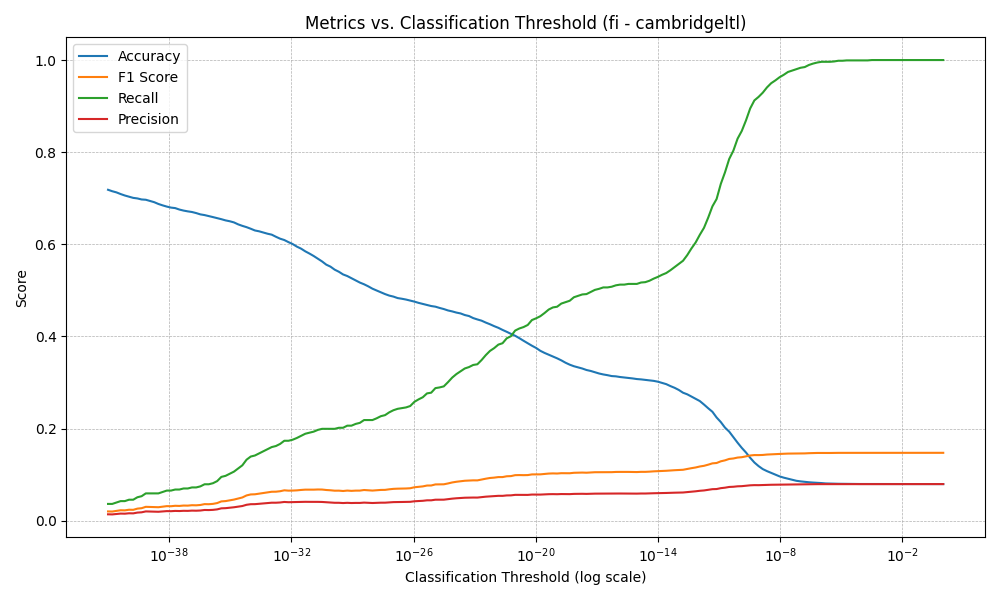 Metrics vs. Classification Threshold (fi - cambridgeltl)
Accuracy
F1 Score
Recall
Precision
Score
1.0
0.8
0.6
0.4
0.2
0.0
10⁻³⁸
10⁻³²
10⁻²⁶
10⁻²⁰
10⁻¹⁴
10⁻⁸
10⁻²
Classification Threshold (log scale)